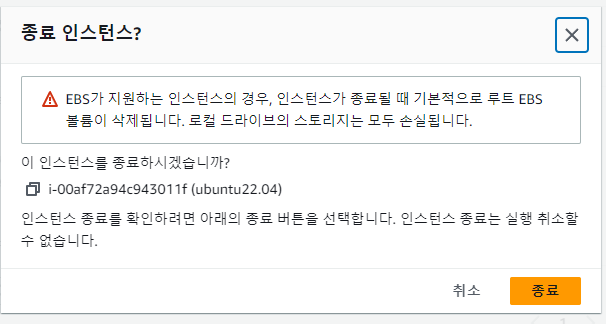 종료 인스턴스?
EBS가 지원하는 인스턴스의 경우, 인스턴스가 종료될 때 기본적으로 루트 EBS
볼륨이 삭제됩니다. 로컬 드라이브의 스토리지는 모두 손실됩니다.
이 인스턴스를 종료하시겠습니까?
i-00af72a94c943011f (ubuntu22.04)
인스턴스 종료를 확인하려면 아래의 종료 버튼을 선택합니다. 인스턴스 종료는 실행 취소할
수 없습니다.
취소 종료